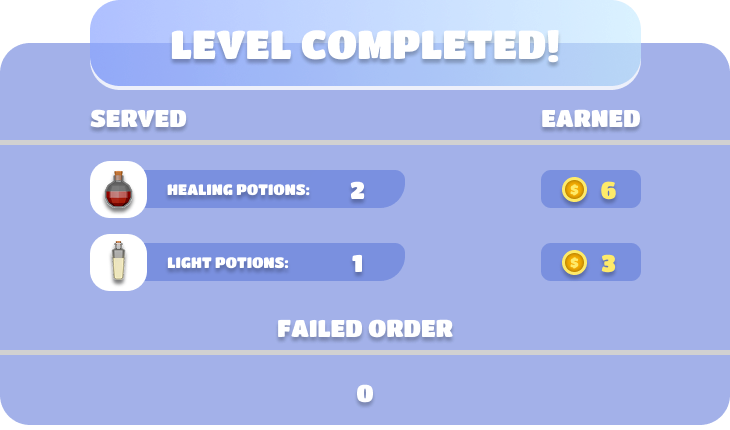 LEVEL COMPLETED!
SERVED EARNED
HEALING POTIONS: 2 $ 6
LIGHT POTIONS: 1 $ 3
FAILED ORDER
0